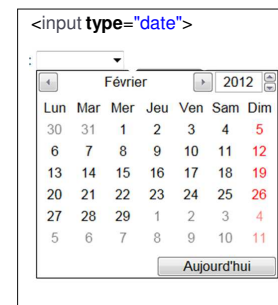 <input type="date">
:
Février 2012
Lun Mar Mer Jeu Ven Sam Dim
30 31 1 2 3 4 5
6 7 8 9 10 11 12
13 14 15 16 17 18 19
20 21 22 23 24 25 26
27 28 29 1 2 3 4
5 6 7 8 9 10 11
Aujourd'hui